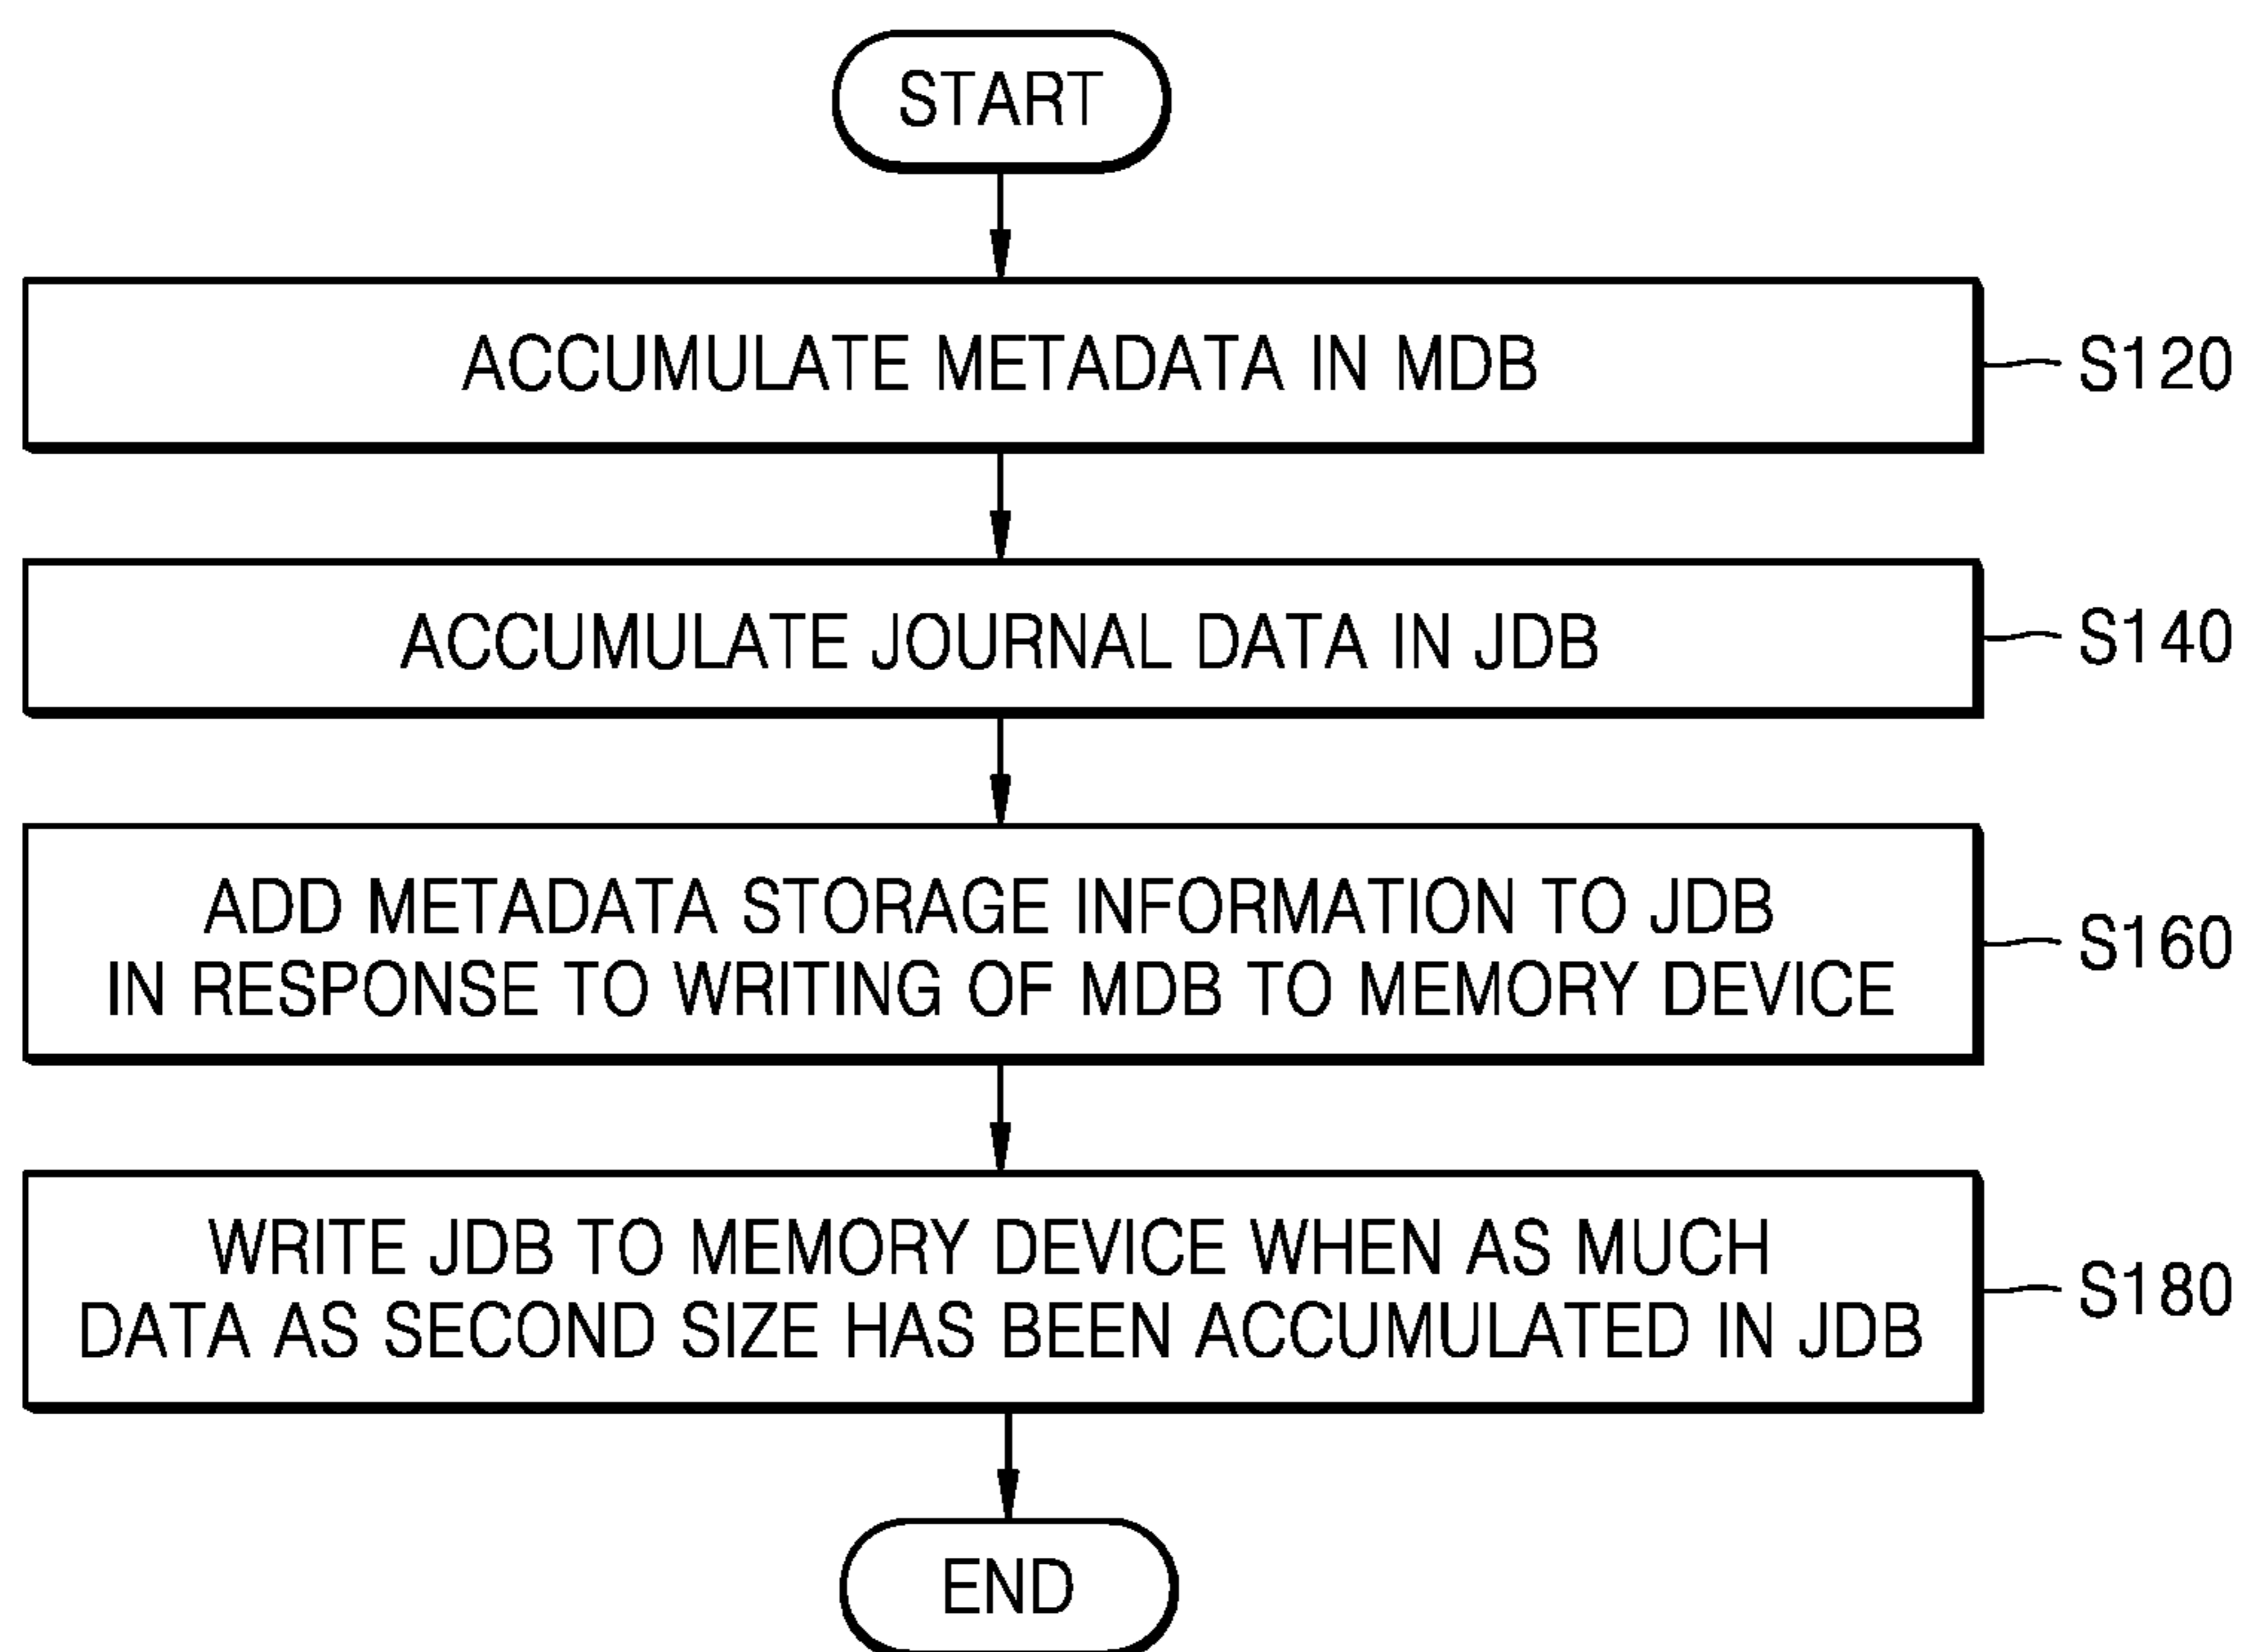 START
ACCUMULATE METADATA IN MDB
S120
ACCUMULATE JOURNAL DATA IN JDB
S140
ADD METADATA STORAGE INFORMATION TO JDB
IN RESPONSE TO WRITING OF MDB TO MEMORY DEVICE
S160
WRITE JDB TO MEMORY DEVICE WHEN AS MUCH
DATA AS SECOND SIZE HAS BEEN ACCUMULATED IN JDB
S180
END